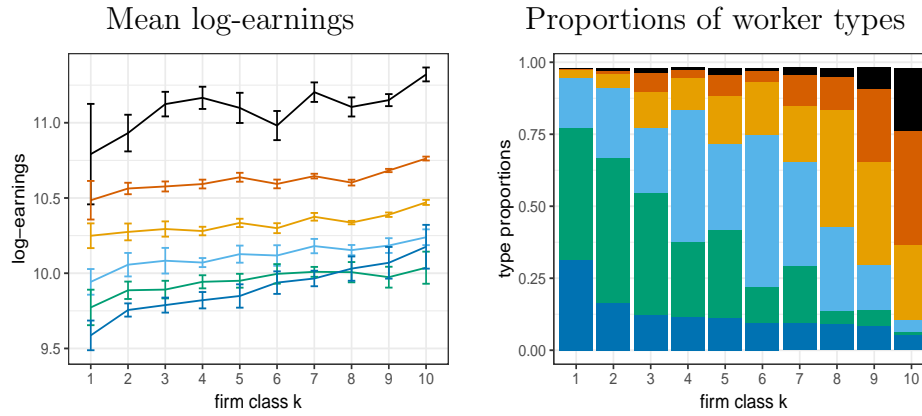 Mean log-earnings
Proportions of worker types
log−earnings
11.0
10.5
10.0
9.5
1 2 3 4 5 6 7 8 9 10
firm class k
type proportions
1.00
0.75
0.50
0.25
0.00
1 2 3 4 5 6 7 8 9 10
firm class k